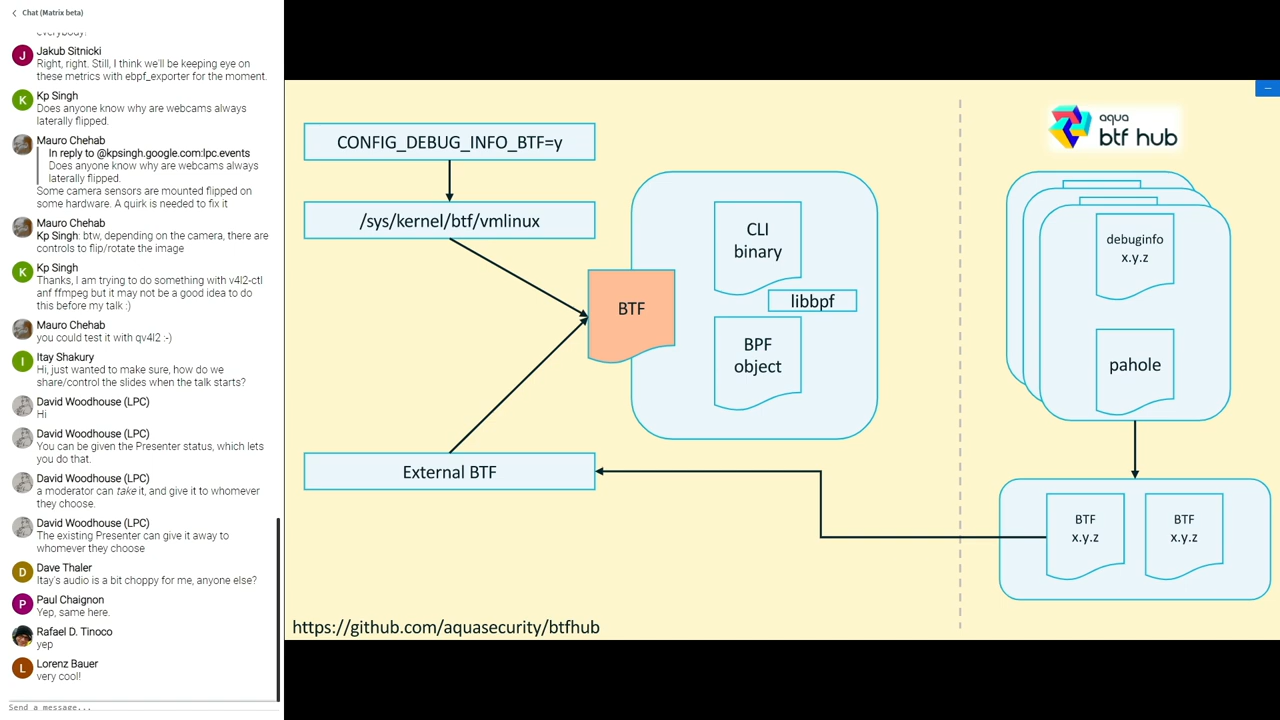 Chat (Matrix beta)
everybody!
Jakub Sitnicki
Right, right. Still, I think we'll be keeping eye on
these metrics with ebpf_exporter for the moment.
Kp Singh
Does anyone know why are webcams always
laterally flipped.
Mauro Chehab
In reply to @kpsingh.google.com:lpc.events
Does anyone know why are webcams always
laterally flipped.
Some camera sensors are mounted flipped on
some hardware. A quirk is needed to fix it
Mauro Chehab
Kp Singh: btw, depending on the camera, there are
controls to flip/rotate the image
Kp Singh
Thanks, I am trying to do something with v4l2-ctl
anf ffmpeg but it may not be a good idea to do
this before my talk :)
Mauro Chehab
you could test it with qv4l2 :-)
Itay Shakury
Hi, just wanted to make sure, how do we
share/control the slides when the talk starts?
David Woodhouse (LPC)
Hi
David Woodhouse (LPC)
You can be given the Presenter status, which lets
you do that.
David Woodhouse (LPC)
a moderator can take it, and give it to whomever
they choose.
David Woodhouse (LPC)
The existing Presenter can give it away to
whomever they choose
Dave Thaler
Itay's audio is a bit choppy for me, anyone else?
Paul Chaignon
Yep, same here.
Rafael D. Tinoco
yep
Lorenz Bauer
very cool!
Send a message...
J
K
K
I
D
P
L
CONFIG_DEBUG_INFO_BTF=y
/sys/kernel/btf/vmlinux
BTF
CLI
binary
libbpf
BPF
object
External BTF
https://github.com/aquasecurity/btfhub
aqua
btf hub
debuginfo
x.y.z
pahole
BTF
x.y.z
BTF
x.y.z